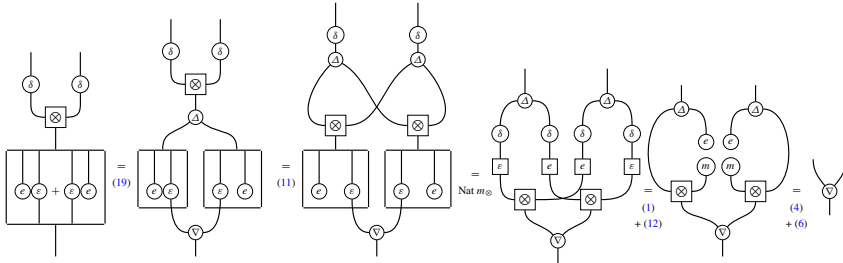 δ δ
⊗
e ε + ε e
=
(19)
δ δ
⊗
Δ
e ε ε e
∇
=
(11)
δ δ
Δ Δ
⊗ ⊗
e ε ε e
∇
=
Nat m⊗
Δ Δ
δ δ δ δ
ε e e ε
⊗ ⊗
∇
=
(1)
+ (12)
Δ Δ
e e
m m
⊗ ⊗
∇
=
(4)
+ (6)
∇